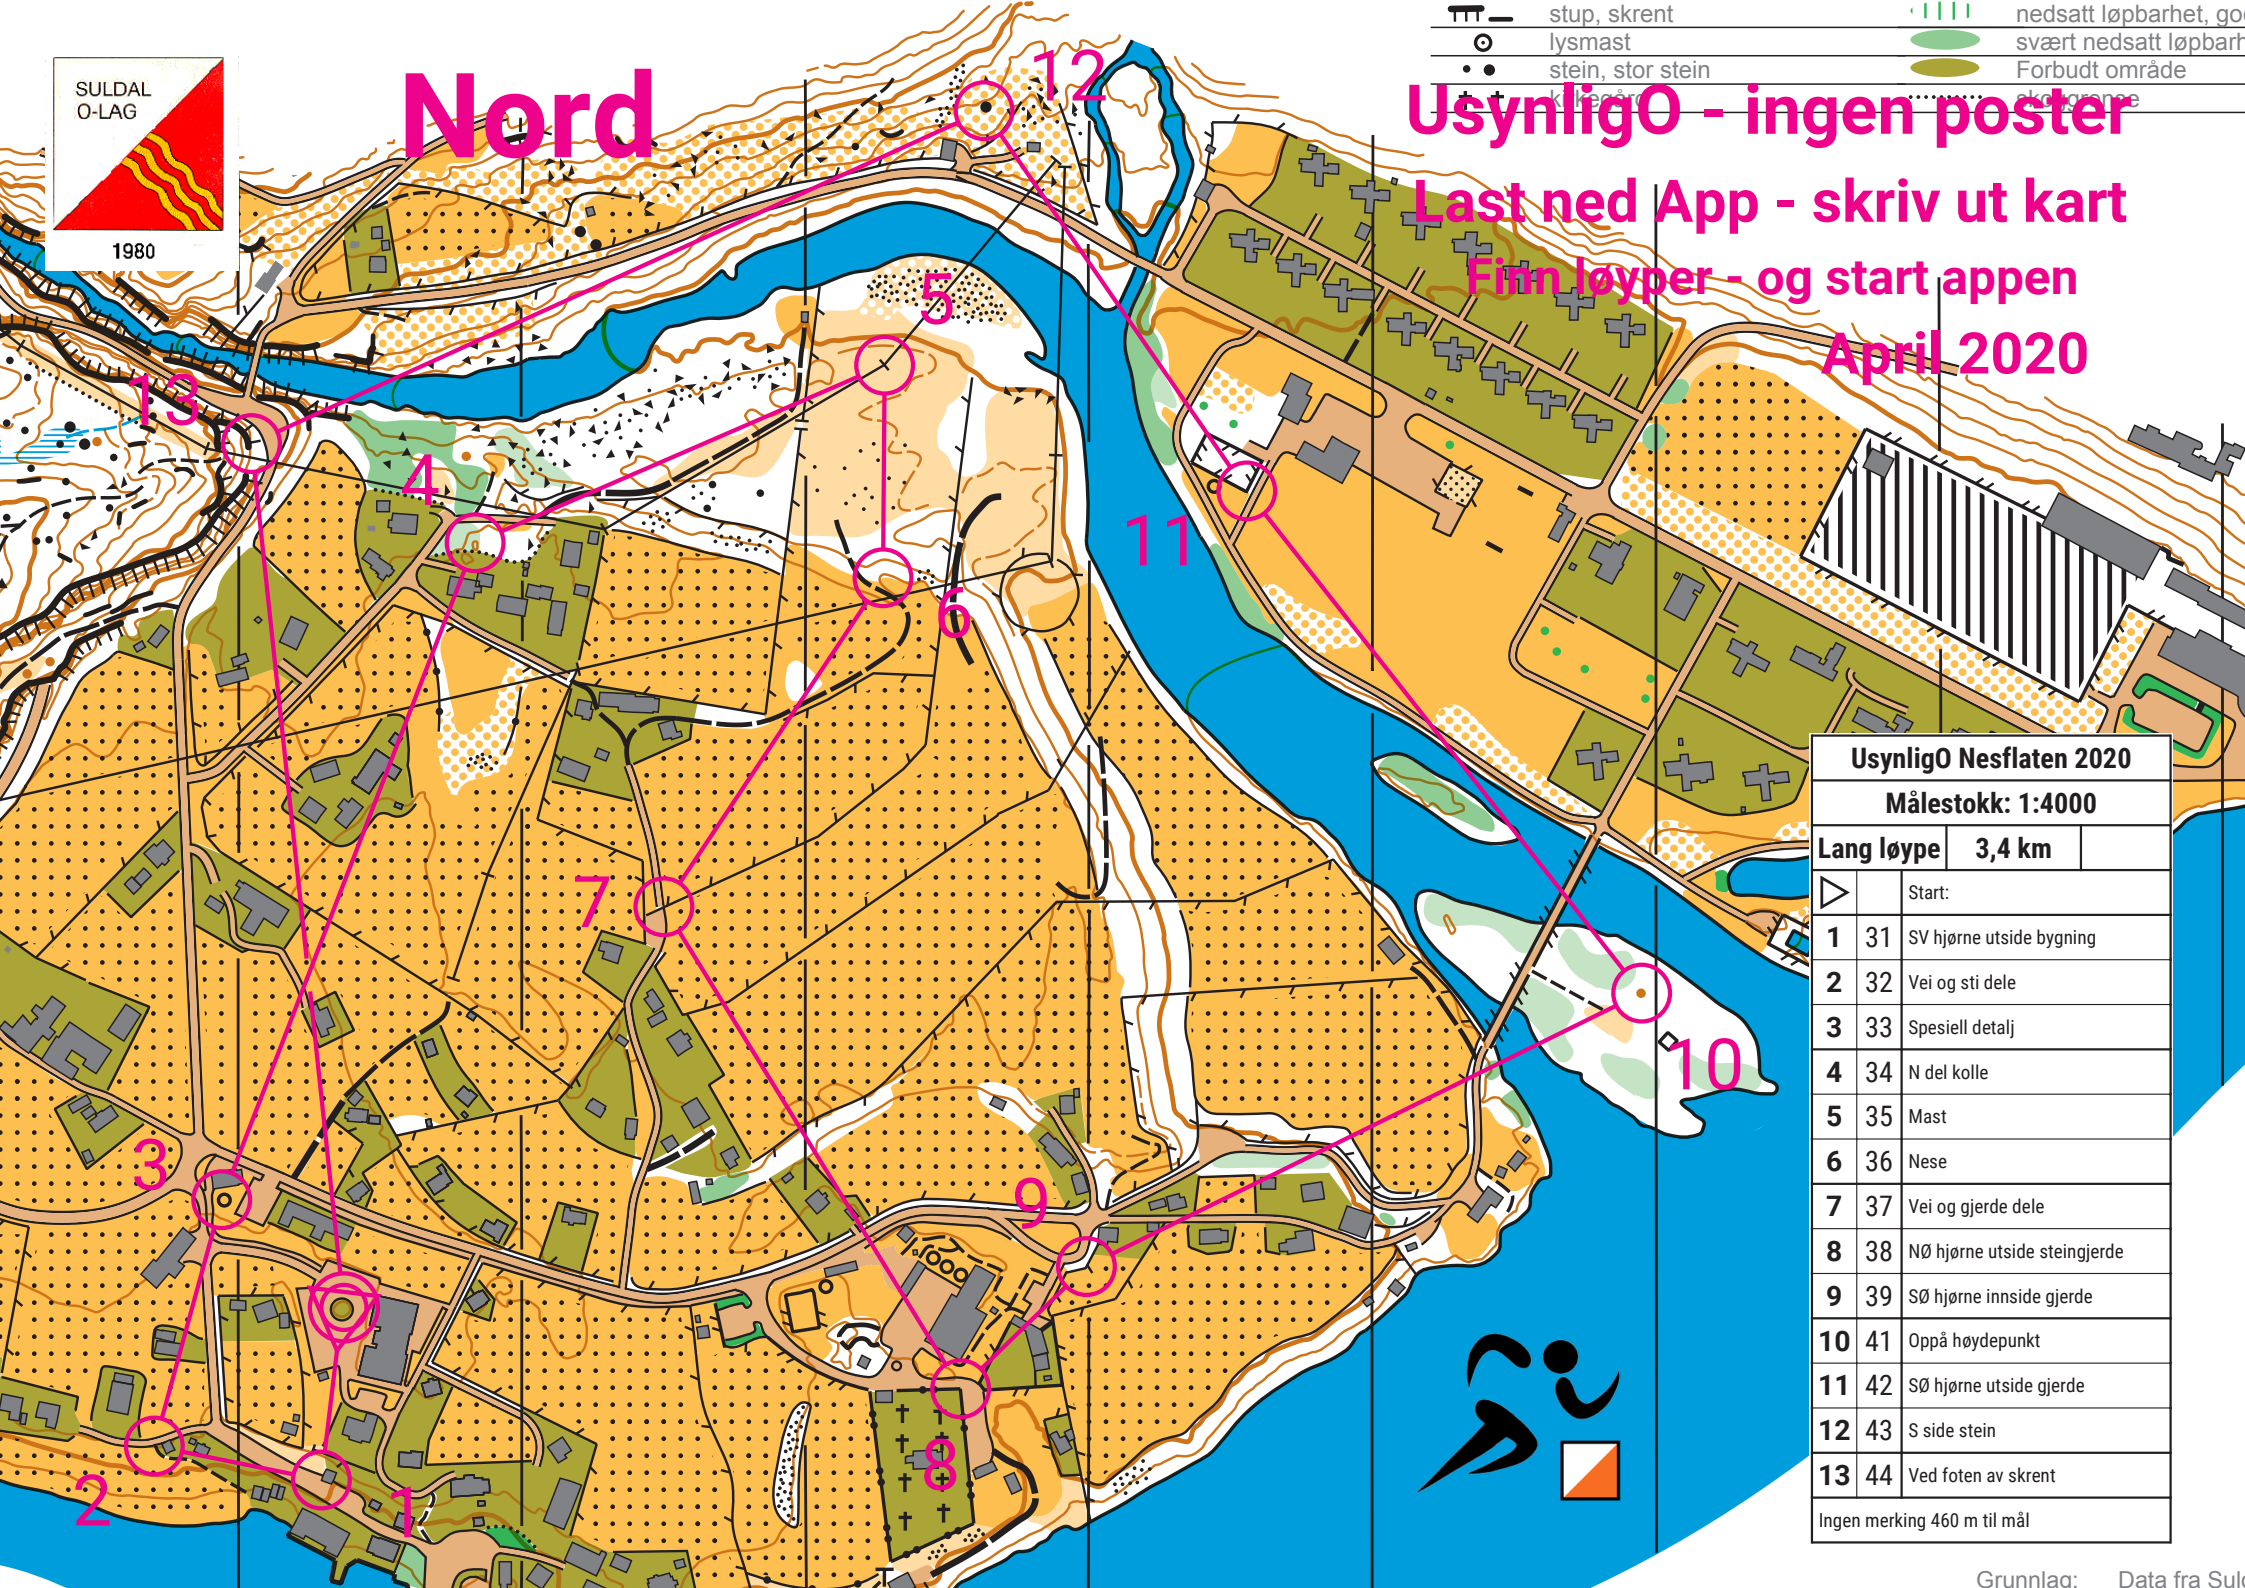 SULDAL
O-LAG
1980
Nord
stup, skrent
lysmast
stein, stor stein
kirkegård
nedsatt løpbarhet,
svært nedsatt
Forbudt område
skoggrense
UsynligO - ingen poster
Last ned App - skriv ut kart
Finn løyper - og start appen
April 2020
12
5
13
4
11
6
7
10
3
9
8
2
1
UsynligO Nesflaten 2020
Målestokk: 1:4000
Lang løype 3,4 km
Start:
1 31 SV hjørne utside bygning
2 32 Vei og sti dele
3 33 Spesiell detalj
4 34 N del kolle
5 35 Mast
6 36 Nese
7 37 Vei og gjerde dele
8 38 NØ hjørne utside steingjerde
9 39 SØ hjørne innside gjerde
10 41 Oppå høydepunkt
11 42 SØ hjørne utside gjerde
12 43 S side stein
13 44 Ved foten av skrent
Ingen merking 460 m til mål
Grunnlag: Data fra